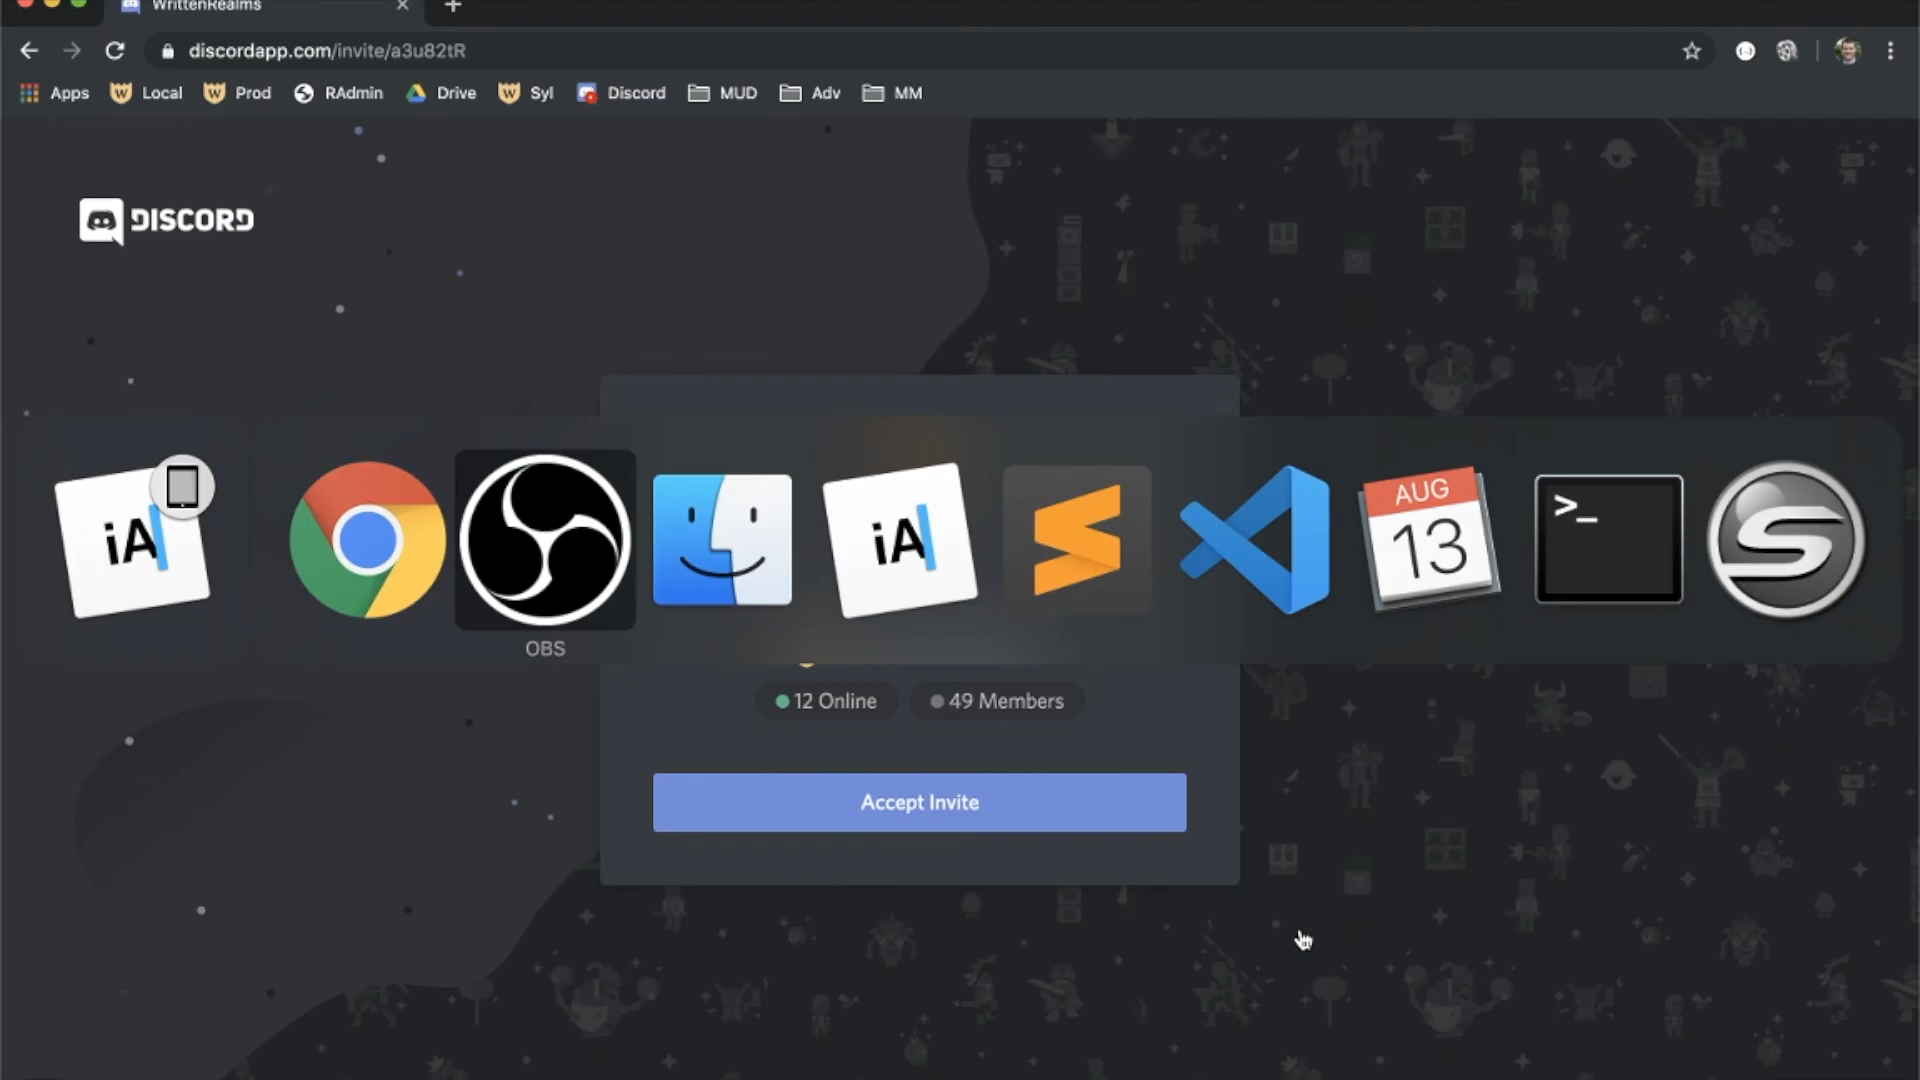 WrittenRealms
discordapp.com/invite/a3u82tR
Apps Local Prod RAdmin Drive Syl Discord MUD Adv MM
DISCORD
iA iA AUG
13
>_
OBS
12 Online 49 Members
Accept Invite